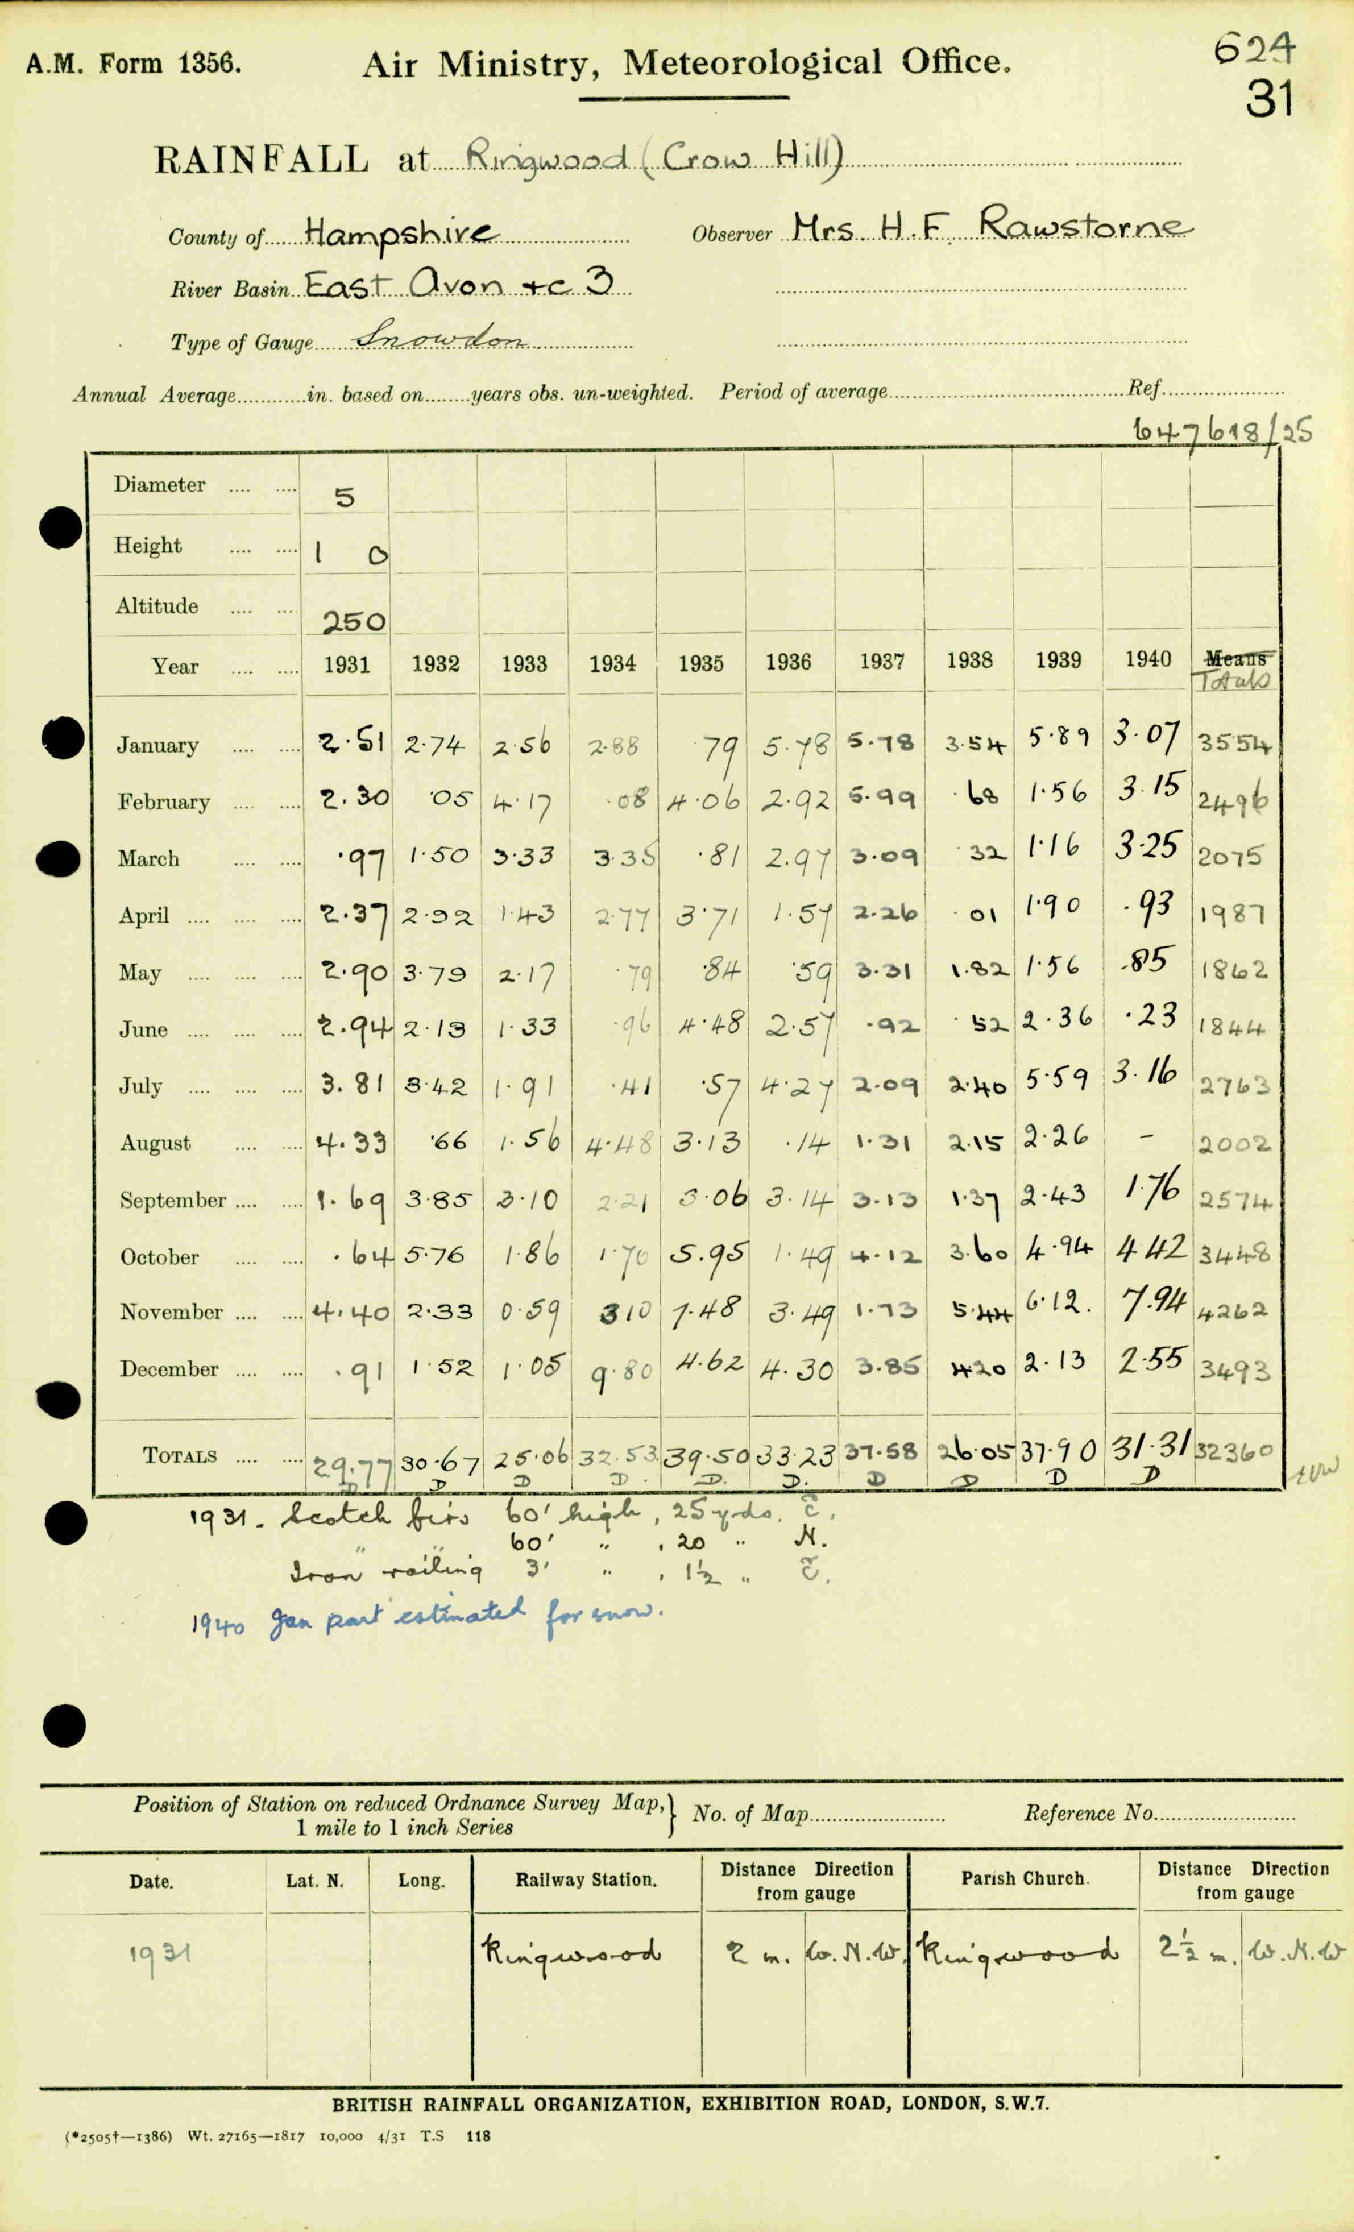 A.M. Form 1356.
Air Ministry, Meteorological Office.
624
31
RAINFALL at Ringwood (Crow Hill)
County of Hampshire Observer Mrs. H.F. Rawstorne
River Basin East Avon +c 3
Type of Gauge Snowdon
Annual Average in. based on years obs. un-weighted. Period of average Ref.
647618/25
Diameter 5
Height 1 0
Altitude 250
Year 1931 1932 1933 1934 1935 1936 1937 1938 1939 1940 Means
Totals
January 2.51 2.74 2.56 2.88 .79 5.78 5.78 3.54 5.89 3.07 3554
February 2.30 .05 4.17 .08 4.06 2.92 5.99 .68 1.56 3.15 2496
March .97 1.50 3.33 3.35 .81 2.97 3.09 .32 1.16 3.25 2075
April 2.37 2.92 1.43 2.77 3.71 1.57 2.26 .01 1.90 .93 1987
May 2.90 3.79 2.17 .79 .84 .59 3.31 1.82 1.56 .85 1862
June 2.94 2.13 1.33 .96 4.48 2.57 .92 .52 2.36 .23 1844
July 3.81 3.42 1.91 .41 .57 4.27 2.09 2.40 5.59 3.16 2763
August 4.33 .66 1.56 4.48 3.13 .14 1.31 2.15 2.26 - 2002
September 1.69 3.85 3.10 2.21 3.06 3.14 3.13 1.37 2.43 1.76 2574
October .64 5.76 1.86 1.70 5.95 1.49 4.12 3.60 4.94 4.42 3448
November 4.40 2.33 0.59 3.10 7.48 3.49 1.73 5.44 6.12. 7.94 4262
December .91 1.52 1.05 9.80 4.62 4.30 3.85 4.20 2.13 2.55 3493
TOTALS 29.77 30.67 25.06 32.53 39.50 33.23 37.58 26.05 37.90 31.31 32360
D D D D. D. D. D D D D
1931. Scotch firs 60' high, 25 yds. E.
" " 60' " , 20 " N.
Iron railing 3' " , 1½ " E.
1940 Jan part estimated for snow.
Position of Station on reduced Ordnance Survey Map, } No. of Map Reference No.
1 mile to 1 inch Series
Date. Lat. N. Long. Railway Station. Distance Direction from gauge Parish Church. Distance Direction from gauge
1931 Ringwood 2 m. W.N.W. Ringwood 2½ m. W.N.W
BRITISH RAINFALL ORGANIZATION, EXHIBITION ROAD, LONDON, S.W.7.
(*2505†—1386) Wt. 27165—1817 10,000 4/31 T.S 118